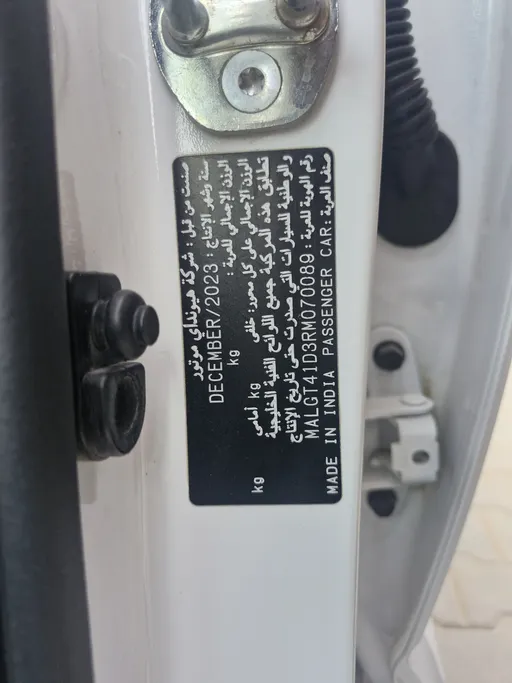 صنعت من قبل : شركة هيونداي موتور
سنة وشهر الإنتاج : DECEMBER/2023
الوزن الإجمالي للعربة : kg
الوزن الإجمالي على كل محور: خلفي kg أمامى kg
تطابق هذه المركبة جميع اللوائح الفنية الخليجية
والوطنية للسيارات التي صدرت حتى تاريخ الإنتاج
رقم الهوية للعربة : MALGT41D3RM070089
صنف العربة : MADE IN INDIA PASSENGER CAR